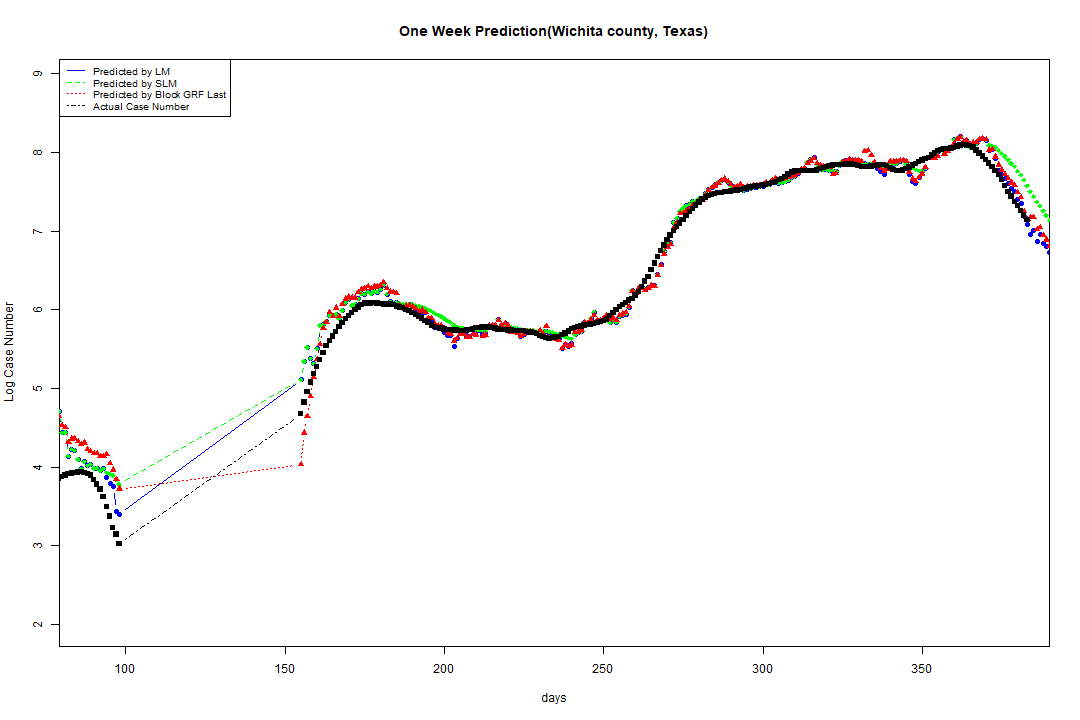 One Week Prediction(Wichita county, Texas)
Predicted by LM
Predicted by SLM
Predicted by Block GRF Last
Actual Case Number
9
8
7
6
5
4
3
2
Log Case Number
100 150 200 250 300 350
days